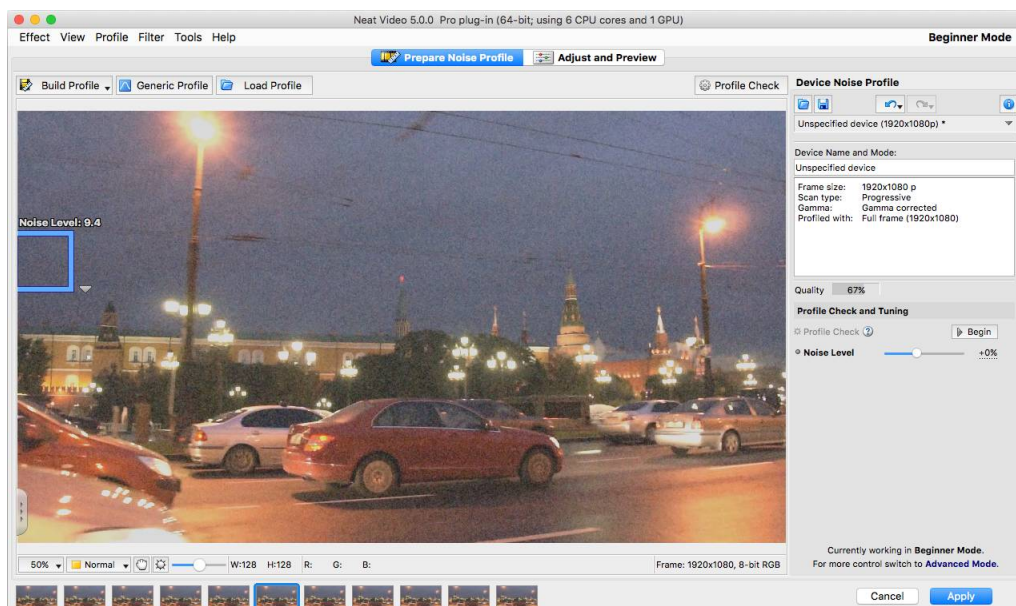 Neat Video 5.0.0 Pro plug-in (64-bit; using 6 CPU cores and 1 GPU)
Effect View Profile Filter Tools Help
Beginner Mode
Prepare Noise Profile
Adjust and Preview
Build Profile
Generic Profile
Load Profile
Profile Check
Device Noise Profile
Unspecified device (1920x1080p) *
Device Name and Mode:
Unspecified device
Frame size: 1920x1080 p
Scan type: Progressive
Gamma: Gamma corrected
Profiled with: Full frame (1920x1080)
Noise Level: 9.4
Quality 67%
Profile Check and Tuning
Profile Check ? Begin
Noise Level +0%
Currently working in Beginner Mode.
For more control switch to Advanced Mode.
50% Normal W:128 H:128 R: G: B: Frame: 1920x1080, 8-bit RGB
Cancel Apply